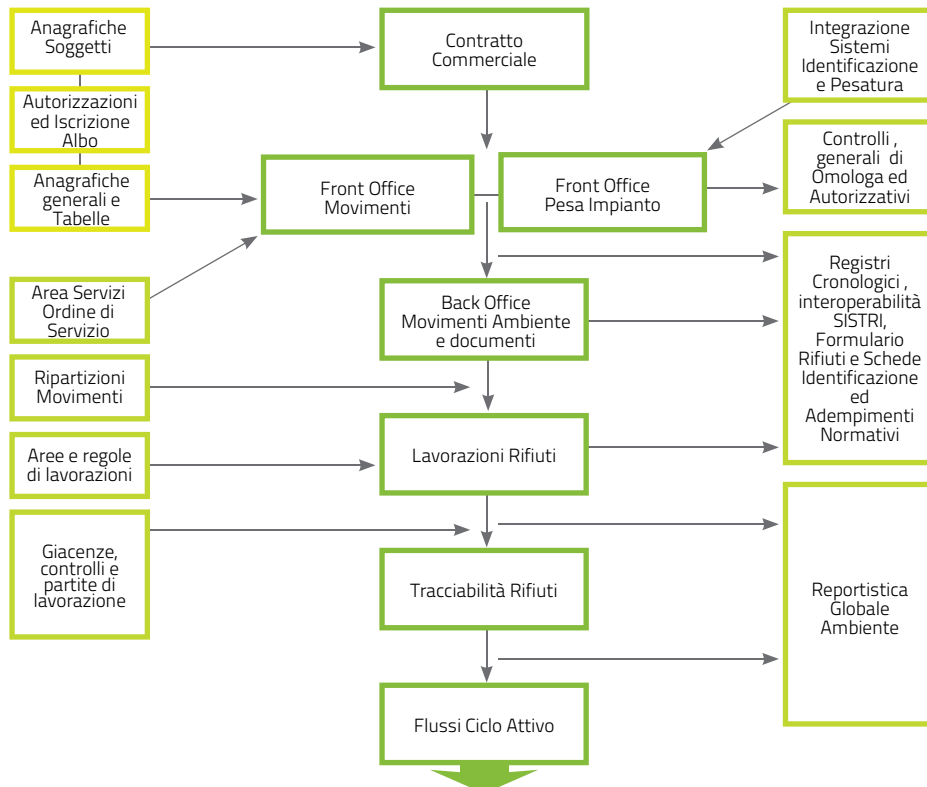 Anagrafiche
Soggetti
Contratto
Commerciale
Integrazione
Sistemi
Identificazione
e Pesatura
Autorizzazioni
ed Iscrizione
Albo
Controlli ,
generali di
Omologa ed
Autorizzativi
Anagrafiche
generali e
Tabelle
Front Office
Movimenti
Front Office
Pesa Impianto
Area Servizi
Ordine di
Servizio
Back Office
Movimenti Ambiente
e documenti
Registri
Cronologici ,
interoperabilità
SISTRI,
Formulario
Rifiuti e Schede
Identificazione
ed
Adempimenti
Normativi
Ripartizioni
Movimenti
Aree e regole
di lavorazioni
Lavorazioni Rifiuti
Giacenze,
controlli e
partite di
lavorazione
Tracciabilità Rifiuti
Reportistica
Globale
Ambiente
Flussi Ciclo Attivo